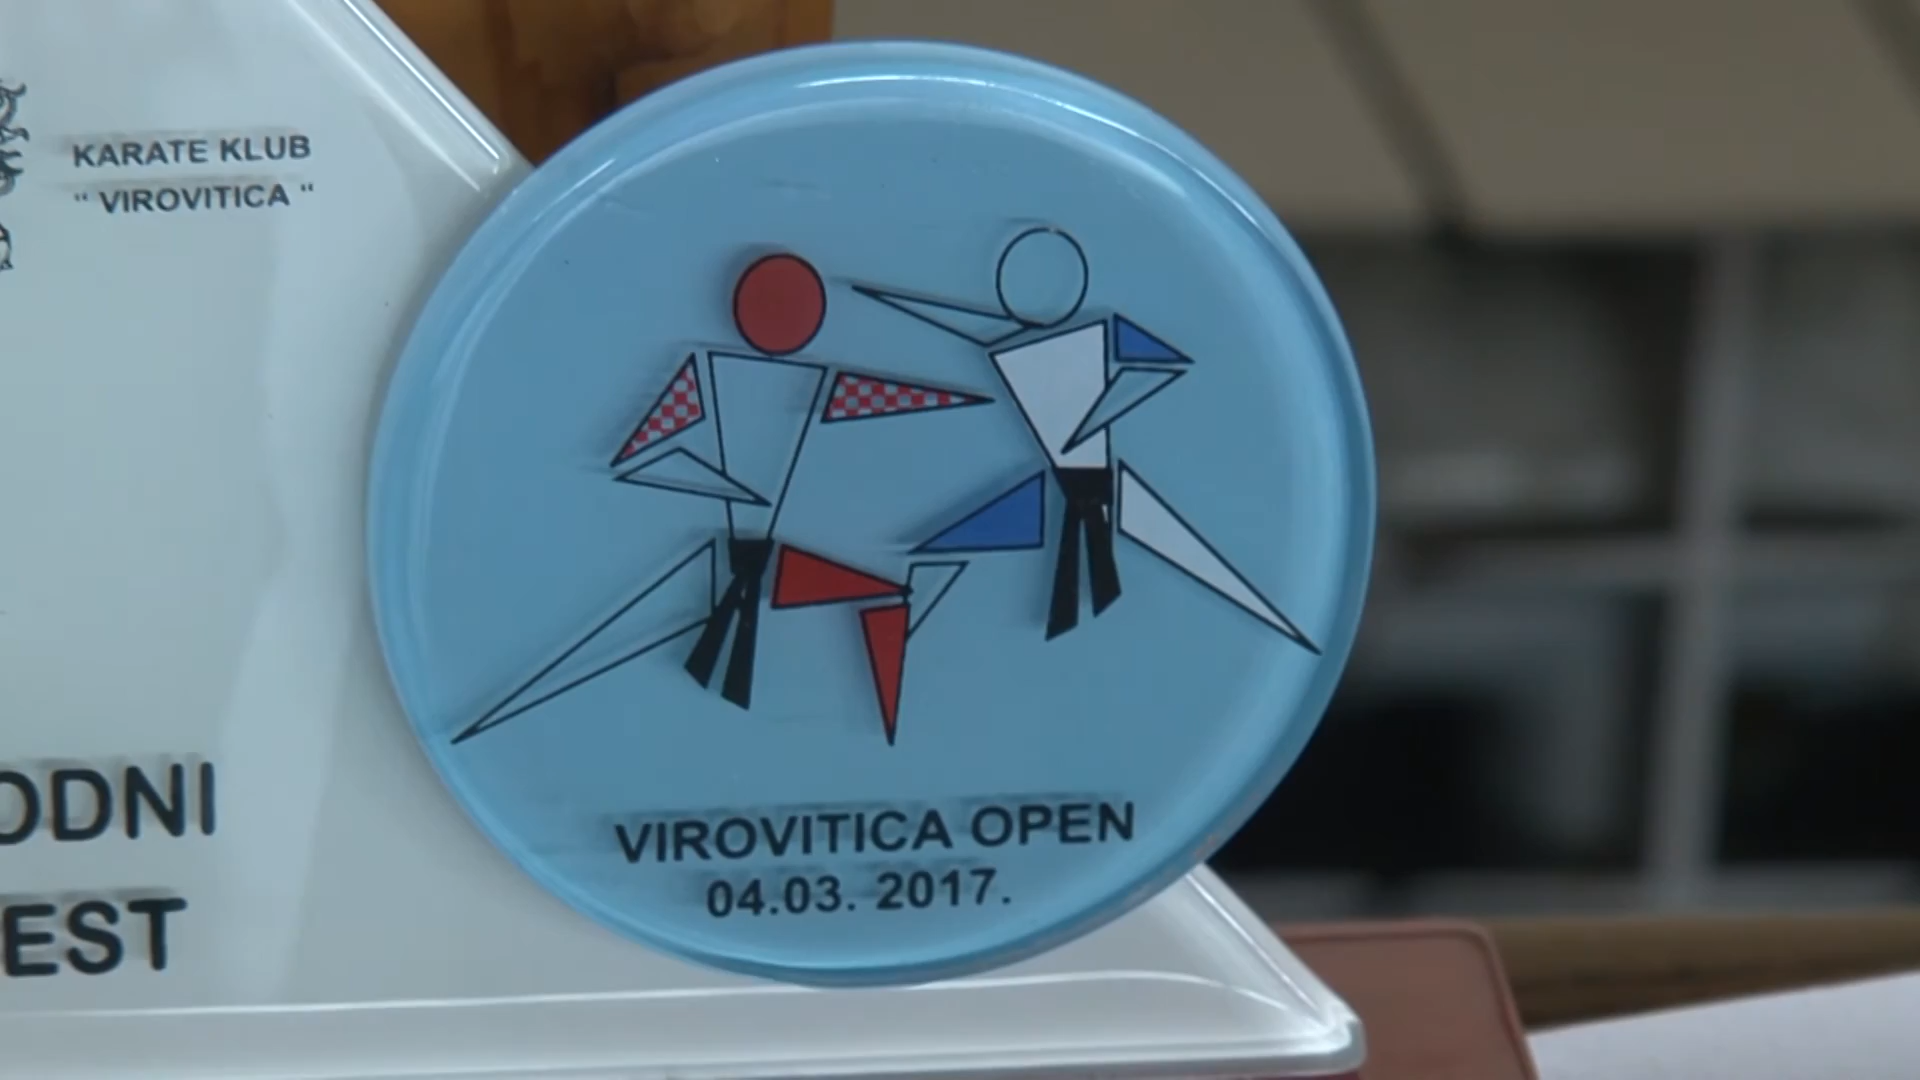 KARATE KLUB
" VIROVITICA "
ODNI
EST
VIROVITICA OPEN
04.03. 2017.